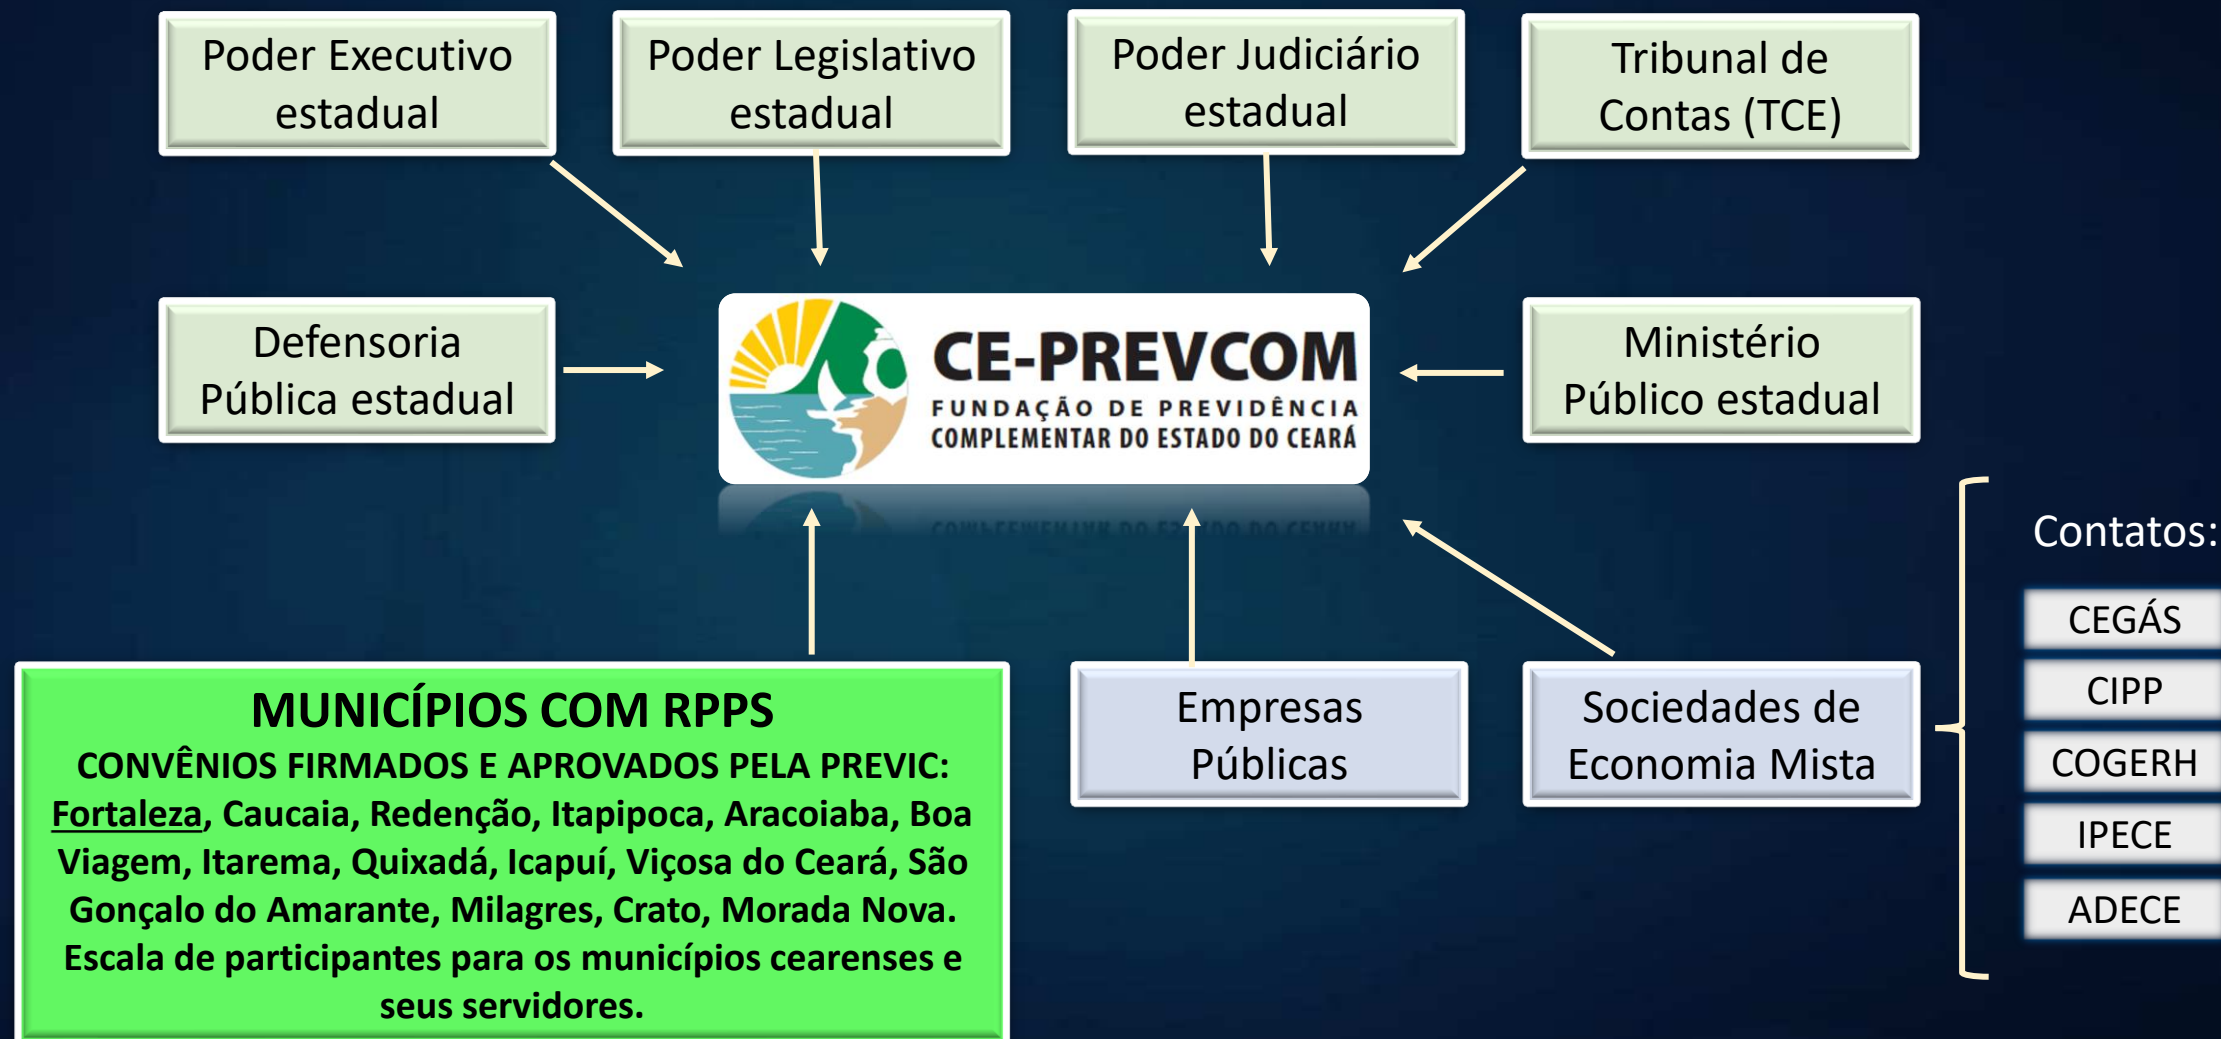 Poder Executivo
estadual
Poder Legislativo
estadual
Poder Judiciário
estadual
Tribunal de
Contas (TCE)
Defensoria
Pública estadual
CE-PREVCOM
FUNDAÇÃO DE PREVIDÊNCIA
COMPLEMENTAR DO ESTADO DO CEARÁ
Ministério
Público estadual
MUNICÍPIOS COM RPPS
CONVÊNIOS FIRMADOS E APROVADOS PELA PREVIC:
Fortaleza, Caucaia, Redenção, Itapipoca, Aracoiaba, Boa
Viagem, Itarema, Quixadá, Icapuí, Viçosa do Ceará, São
Gonçalo do Amarante, Milagres, Crato, Morada Nova.
Escala de participantes para os municípios cearenses e
seus servidores.
Empresas
Públicas
Sociedades de
Economia Mista
Contatos:
CEGÁS
CIPP
COGERH
IPECE
ADECE